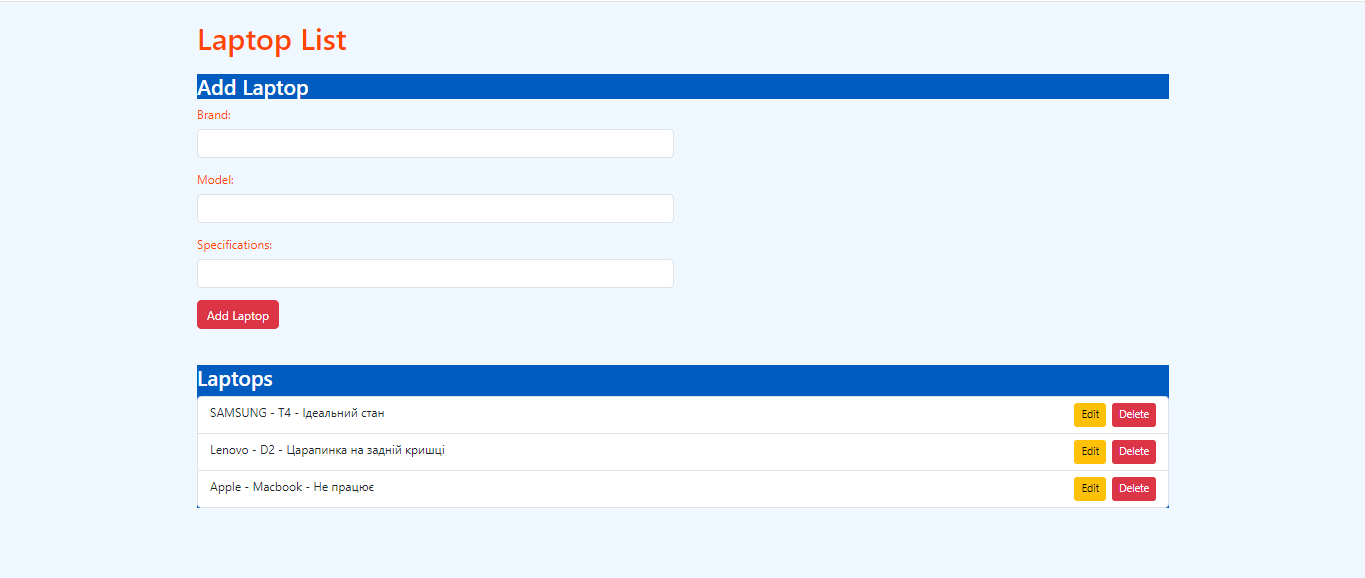 Laptop List
Add Laptop
Brand:
Model:
Specifications:
Add Laptop
Laptops
SAMSUNG - T4 - Ідеальний стан Edit Delete
Lenovo - D2 - Царапинка на задній кришці Edit Delete
Apple - Macbook - Не працює Edit Delete